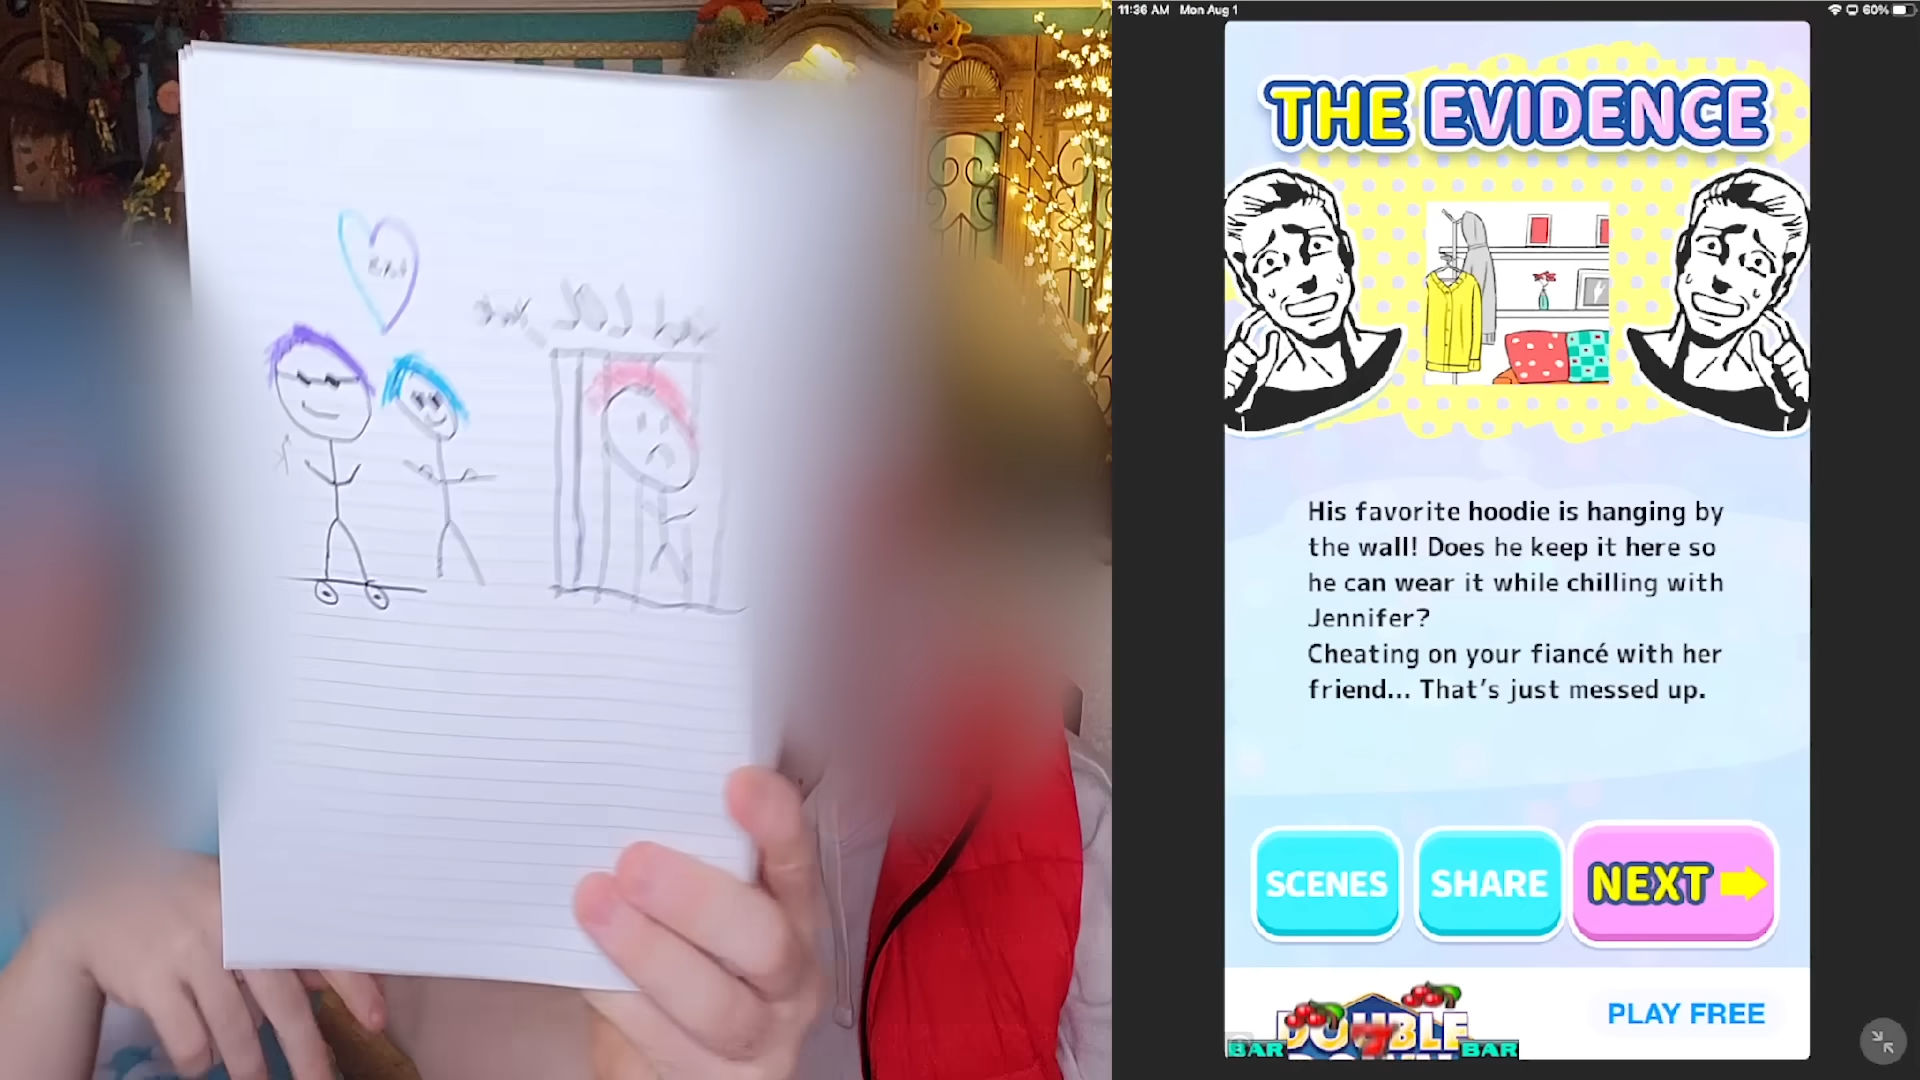 11:36 AM Mon Aug 1
60%
THE EVIDENCE
His favorite hoodie is hanging by
the wall! Does he keep it here so
he can wear it while chilling with
Jennifer?
Cheating on your fiancé with her
friend... That's just messed up.
SCENES
SHARE
NEXT
DOUBLE
BAR
BAR
PLAY FREE